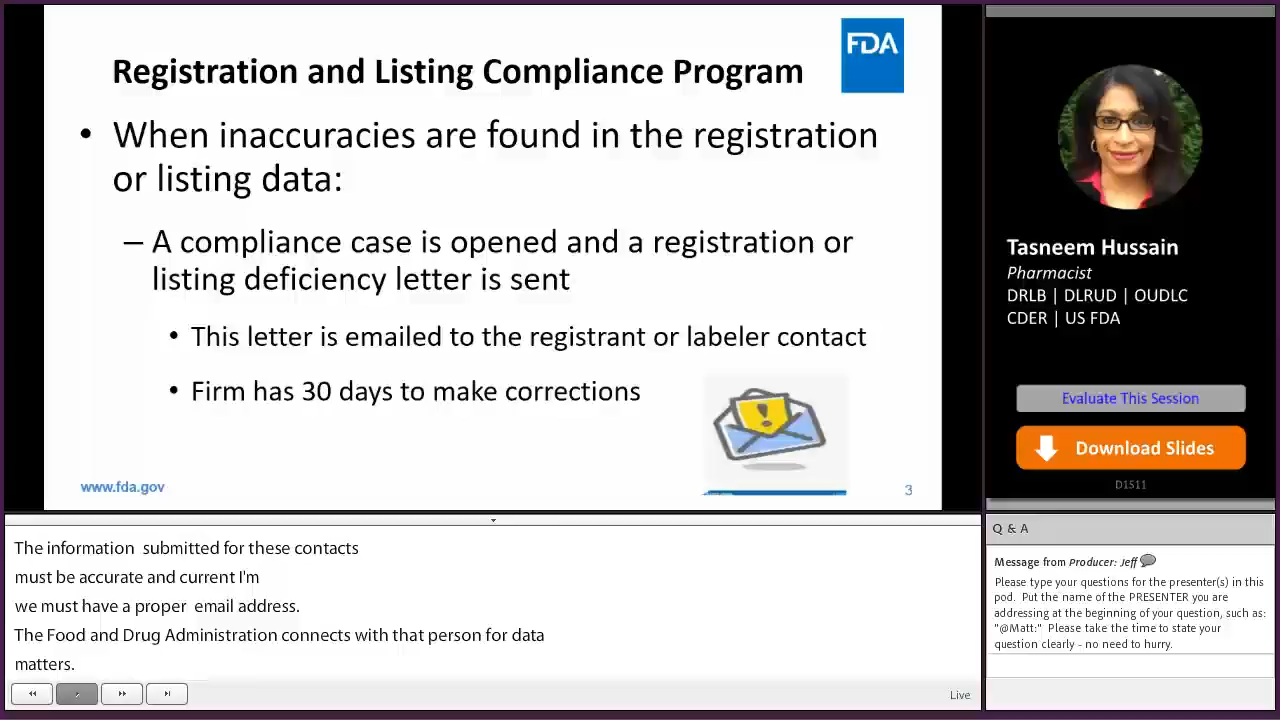 FDA
Registration and Listing Compliance Program
• When inaccuracies are found in the registration
or listing data:
– A compliance case is opened and a registration or
listing deficiency letter is sent
• This letter is emailed to the registrant or labeler contact
• Firm has 30 days to make corrections
www.fda.gov
3
Tasneem Hussain
Pharmacist
DRLB | DLRUD | OUDLC
CDER | US FDA
Evaluate This Session
Download Slides
D1S11
The information submitted for these contacts
must be accurate and current I'm
we must have a proper email address.
The Food and Drug Administration connects with that person for data
matters.
Live
Q & A
Message from Producer: Jeff
Please type your questions for the presenter(s) in this
pod. Put the name of the PRESENTER you are
addressing at the beginning of your question, such as:
"@Matt:" Please take the time to state your
question clearly - no need to hurry.